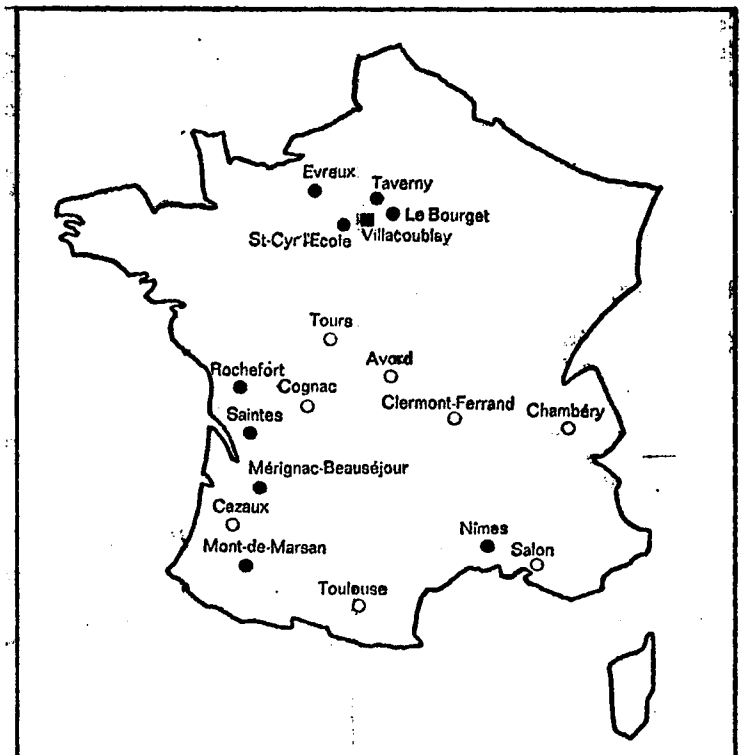 Evreux
Taverny
Le Bourget
St-Cyr l'Ecole
Villacoublay
Tours
Avord
Rochefort
Cognac
Clermont-Ferrand
Chambéry
Saintes
Mérignac-Beauséjour
Cazaux
Nîmes
Mont-de-Marsan
Salon
Toulouse